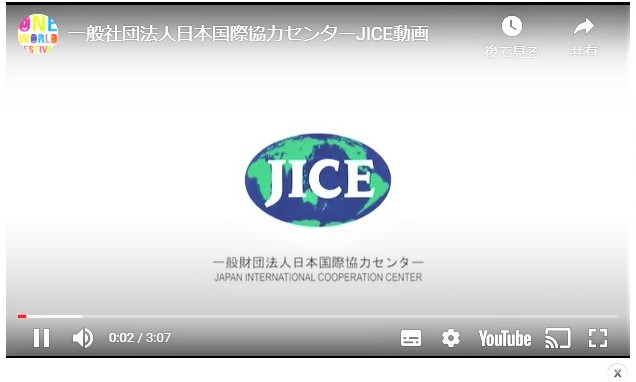 ONE
WORLD
FESTIVAL
一般社団法人日本国際協力センターJICE動画
後で見る
共有
JICE
一般財団法人日本国際協力センター
JAPAN INTERNATIONAL COOPERATION CENTER
0:02 / 3:07
YouTube
x